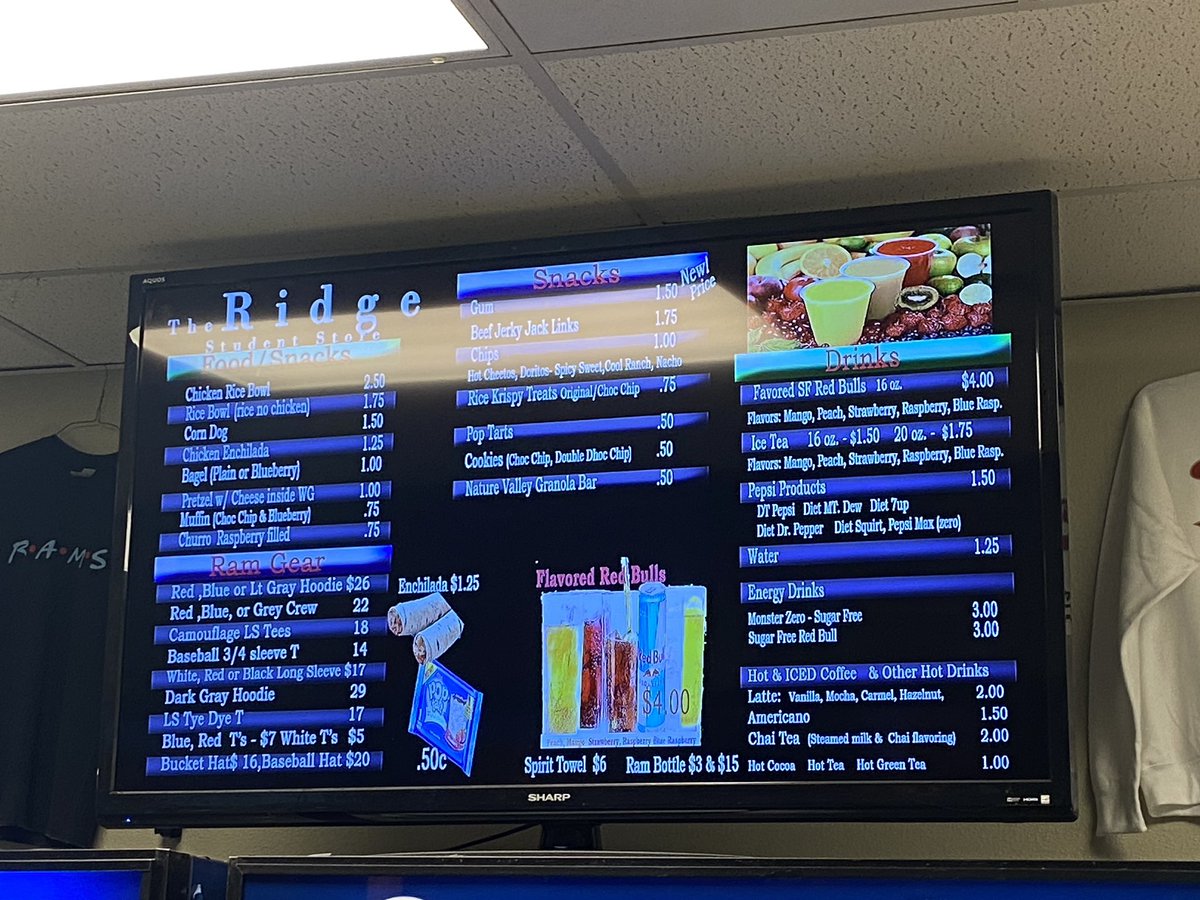 AQUOS
The Ridge
Student Store
Food/Snacks
Chicken Rice Bowl 2.50
Rice Bowl (rice no chicken) 1.75
Corn Dog 1.50
Chicken Enchilada 1.25
Bagel (Plain or Blueberry) 1.00
Pretzel w/ Cheese inside WG 1.00
Muffin (Choc Chip & Blueberry) .75
Churro Raspberry filled .75
Ram Gear
Red ,Blue or Lt Gray Hoodie $26
Red ,Blue, or Grey Crew 22
Camouflage LS Tees 18
Baseball 3/4 sleeve T 14
White, Red or Black Long Sleeve $17
Dark Gray Hoodie 29
LS Tye Dye T 17
Blue, Red T's - $7 White T's $5
Bucket Hat$ 16,Baseball Hat $20
Snacks
Gum 1.50 New!
Price
Beef Jerky Jack Links 1.75
Chips 1.00
Hot Cheetos, Doritos- Spicy Sweet,Cool Ranch, Nacho
Rice Krispy Treats Original/Choc Chip .75
Pop Tarts .50
Cookies (Choc Chip, Double Dhoc Chip) .50
Nature Valley Granola Bar .50
Enchilada $1.25
.50c
Flavored Red Bulls
$4.00
Peach, Mango Strawberry, Raspberry Blue Raspberry
Spirit Towel $6 Ram Bottle $3 & $15
Drinks
Favored SF Red Bulls 16 oz. $4.00
Flavors: Mango, Peach, Strawberry, Raspberry, Blue Rasp.
Ice Tea 16 oz. - $1.50 20 oz. - $1.75
Flavors: Mango, Peach, Strawberry, Raspberry, Blue Rasp.
Pepsi Products 1.50
DT Pepsi Diet MT. Dew Diet 7up
Diet Dr. Pepper Diet Squirt, Pepsi Max (zero)
Water 1.25
Energy Drinks
Monster Zero - Sugar Free 3.00
Sugar Free Red Bull 3.00
Hot & ICED Coffee & Other Hot Drinks
Latte: Vanilla, Mocha, Carmel, Hazelnut, 2.00
Americano 1.50
Chai Tea (Steamed milk & Chai flavoring) 2.00
Hot Cocoa Hot Tea Hot Green Tea 1.00
SHARP
R•A•M•S